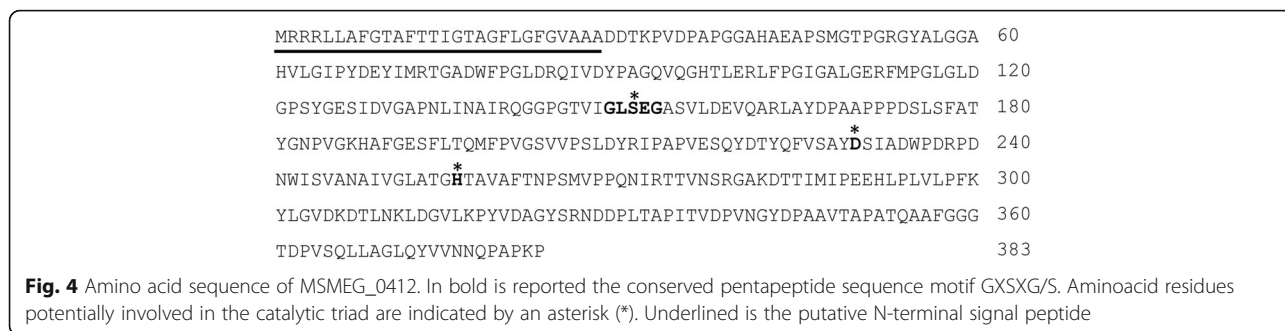 MRRRLLAFGTAFTTIGTAGFLGFGVAAADDTKPVDPAPGGAHAEAPSMGTPGRGYALGGA 60
HVLGIPYDEYIMRTGADWFPGLDRQIVDYPAGQVQGHTLERLFPGIGALGERFMPGLGLD 120
*
GPSYGESIDVGAPNLINAIRQGGPGTVIGLSEGASVLDEVQARLAYDPAAPPPDSLSFAT 180
*
YGNPVGKHAFGESFLTQMFPVGSVVPSLDYRIPAPVESQYDTYQFVSAYDSIADWPDRPD 240
*
NWISVANAIVGLATGHTAVAFTNPSMVPPQNIRTTVNSRGAKDTTIMIPEEHLPLVLPFK 300
YLGVDKDTLNKLDGVLKPYVDAGYSRNDDPLTAPITVDPVNGYDPAAVTAPATQAAFGGG 360
TDPVSQLLAGLQYVVNNQPAPKP 383
Fig. 4 Amino acid sequence of MSMEG_0412. In bold is reported the conserved pentapeptide sequence motif GXSXG/S. Aminoacid residues
potentially involved in the catalytic triad are indicated by an asterisk (*). Underlined is the putative N-terminal signal peptide